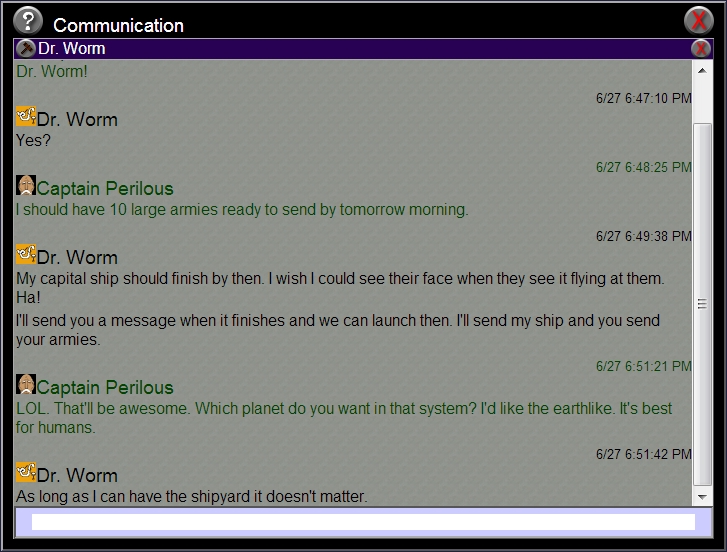 ? Communication
Dr. Worm
Dr. Worm!
6/27 6:47:10 PM
Dr. Worm
Yes?
6/27 6:48:25 PM
Captain Perilous
I should have 10 large armies ready to send by tomorrow morning.
6/27 6:49:38 PM
Dr. Worm
My capital ship should finish by then. I wish I could see their face when they see it flying at them.
Ha!
I'll send you a message when it finishes and we can launch then. I'll send my ship and you send
your armies.
6/27 6:51:21 PM
Captain Perilous
LOL. That'll be awesome. Which planet do you want in that system? I'd like the earthlike. It's best
for humans.
6/27 6:51:42 PM
Dr. Worm
As long as I can have the shipyard it doesn't matter.